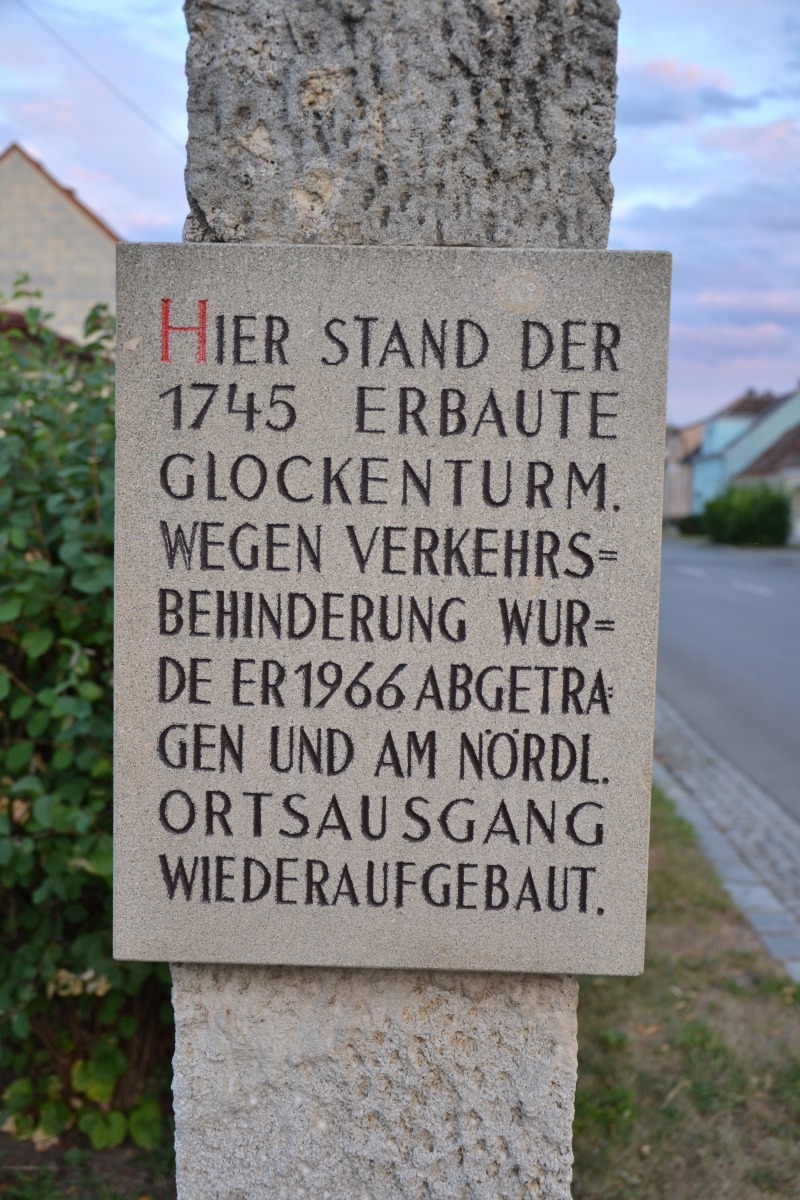 HIER STAND DER
1745 ERBAUTE
GLOCKENTURM.
WEGEN VERKEHRS=
BEHINDERUNG WUR=
DE ER 1966 ABGETRA=
GEN UND AM NÖRDL.
ORTSAUSGANG
WIEDERAUFGEBAUT.